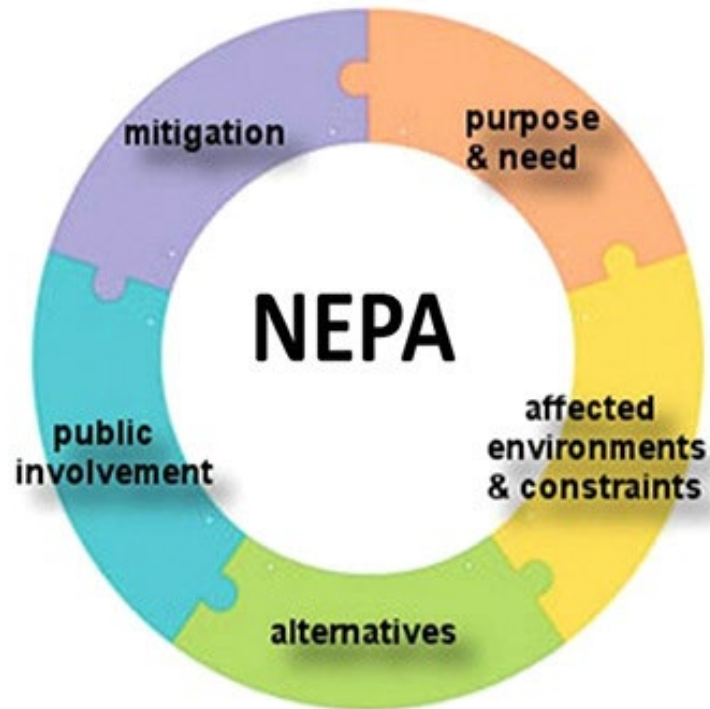 mitigation
purpose
& need
NEPA
affected
environments
& constraints
public
involvement
alternatives